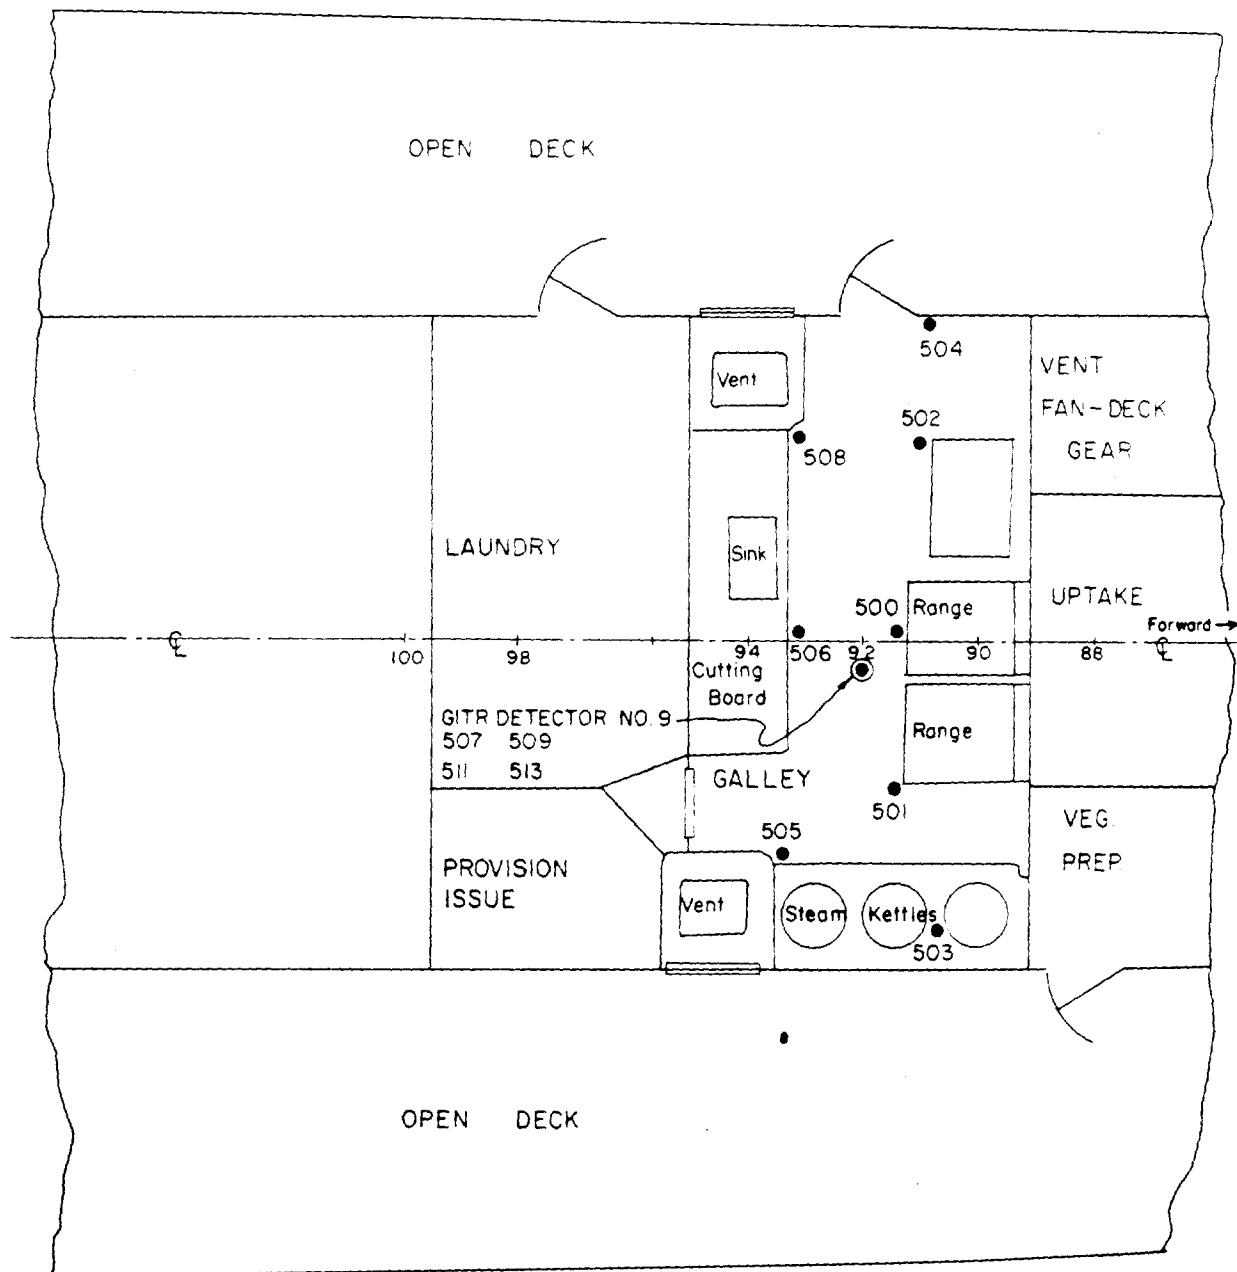 OPEN DECK
504
VENT
FAN-DECK
GEAR
Vent
502
508
LAUNDRY
Sink
500
Range
UPTAKE
Forward
℄
100
98
94
506
92
90
88
℄
Cutting
Board
GITR DETECTOR NO. 9
507 509
511 513
Range
GALLEY
501
VEG.
PREP.
505
PROVISION
ISSUE
Vent
Steam Kettles
503
OPEN DECK